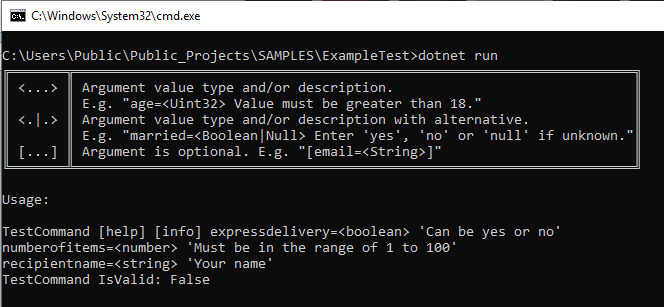 C:\Windows\System32\cmd.exe
C:\Users\Public\Public_Projects\SAMPLES\ExampleTest>dotnet run
<...> Argument value type and/or description.
E.g. "age=<Uint32> Value must be greater than 18."
<.|.> Argument value type and/or description with alternative.
E.g. "married=<Boolean|Null> Enter 'yes', 'no' or 'null' if unknown."
[...] Argument is optional. E.g. "[email=<String>]"
Usage:
TestCommand [help] [info] expressdelivery=<boolean> 'Can be yes or no'
numberofitems=<number> 'Must be in the range of 1 to 100'
recipientname=<string> 'Your name'
TestCommand IsValid: False